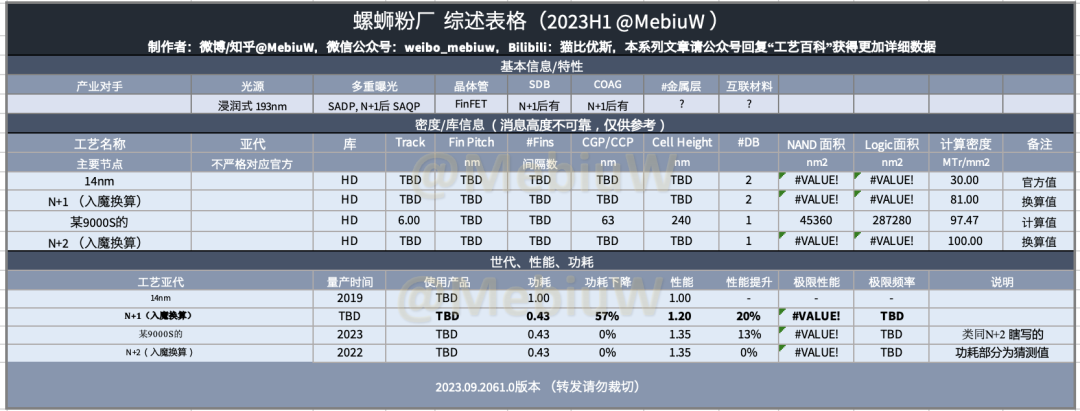 螺蛳粉厂 综述表格（2023H1 @MebiuW ）
制作者：微博/知乎@MebiuW，微信公众号：weibo_mebiuw，Bilibili：猫比优斯，本系列文章请公众号回复“工艺百科”获得更加详细数据
基本信息/特性
产业对手 光源 多重曝光 晶体管 SDB COAG #金属层 互联材料
浸润式 193nm SADP, N+1后 SAQP FinFET N+1后有 N+1后有 ? ?
密度/库信息（ 消息高度不可靠，仅供参考 ）
工艺名称 亚代 库 Track Fin Pitch #Fins CGP/CCP Cell Height #DB NAND 面积 Logic面积 计算密度 备注
主要节点 不严格对应官方 nm 间隔数 nm nm nm2 nm2 MTr/mm2
14nm HD TBD TBD TBD TBD TBD 2 #VALUE! #VALUE! 30.00 官方值
N+1 （入魔换算） HD TBD TBD TBD TBD TBD 2 #VALUE! #VALUE! 81.00 换算值
某9000S的 HD 6.00 TBD TBD 63 240 1 45360 287280 97.47 计算值
N+2 （入魔换算） HD TBD TBD TBD TBD TBD 1 #VALUE! #VALUE! 100.00 换算值
@MebiuW
世代、性能、功耗
工艺亚代 量产时间 使用产品 功耗 功耗下降 性能 性能提升 极限性能 极限频率 说明
14nm 2019 TBD 1.00 1.00 - - -
N+1（入魔换算） TBD TBD 0.43 57% 1.20 20% #VALUE! TBD
某9000S的 2023 TBD 0.43 0% 1.35 13% #VALUE! TBD 类同N+2 瞎写的
N+2（入魔换算） 2022 TBD 0.43 0% 1.35 0% #VALUE! TBD 功耗部分为猜测值
@MebiuW
2023.09.2061.0版本 （转发请勿裁切）